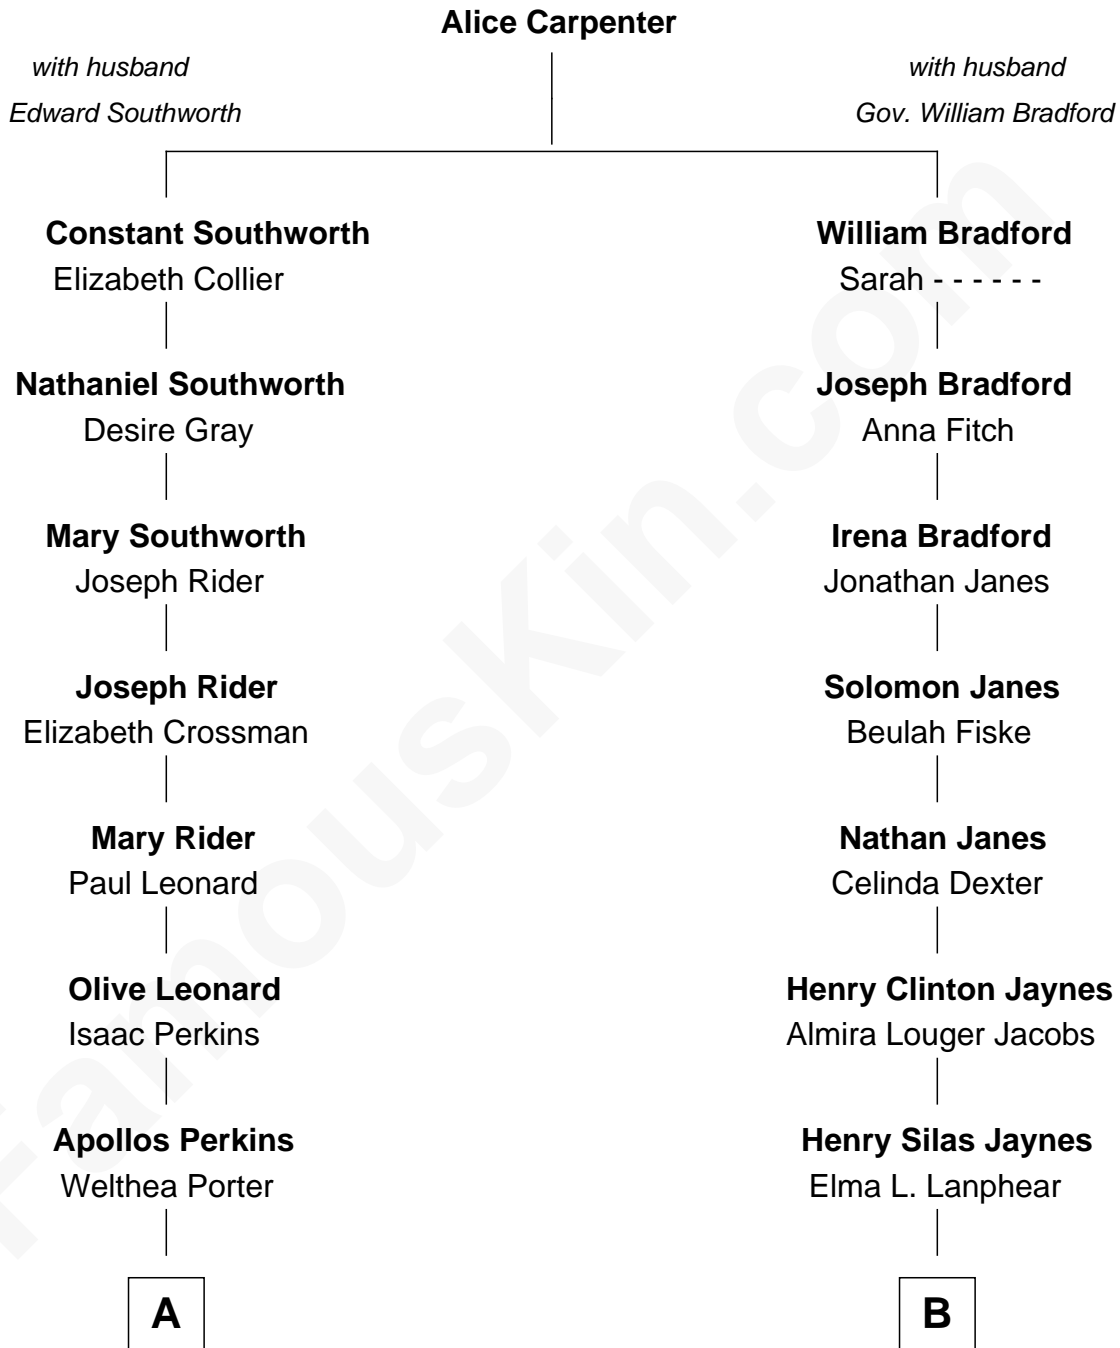 Alice Carpenter
with husband
Edward Southworth
with husband
Gov. William Bradford
Constant Southworth
Elizabeth Collier
William Bradford
Sarah - - - - - -
Nathaniel Southworth
Desire Gray
Joseph Bradford
Anna Fitch
Mary Southworth
Joseph Rider
Irena Bradford
Jonathan Janes
Joseph Rider
Elizabeth Crossman
Solomon Janes
Beulah Fiske
Mary Rider
Paul Leonard
Nathan Janes
Celinda Dexter
Olive Leonard
Isaac Perkins
Henry Clinton Jaynes
Almira Louger Jacobs
Apollos Perkins
Welthea Porter
Henry Silas Jaynes
Elma L. Lanphear
A
B
FamousKin.com